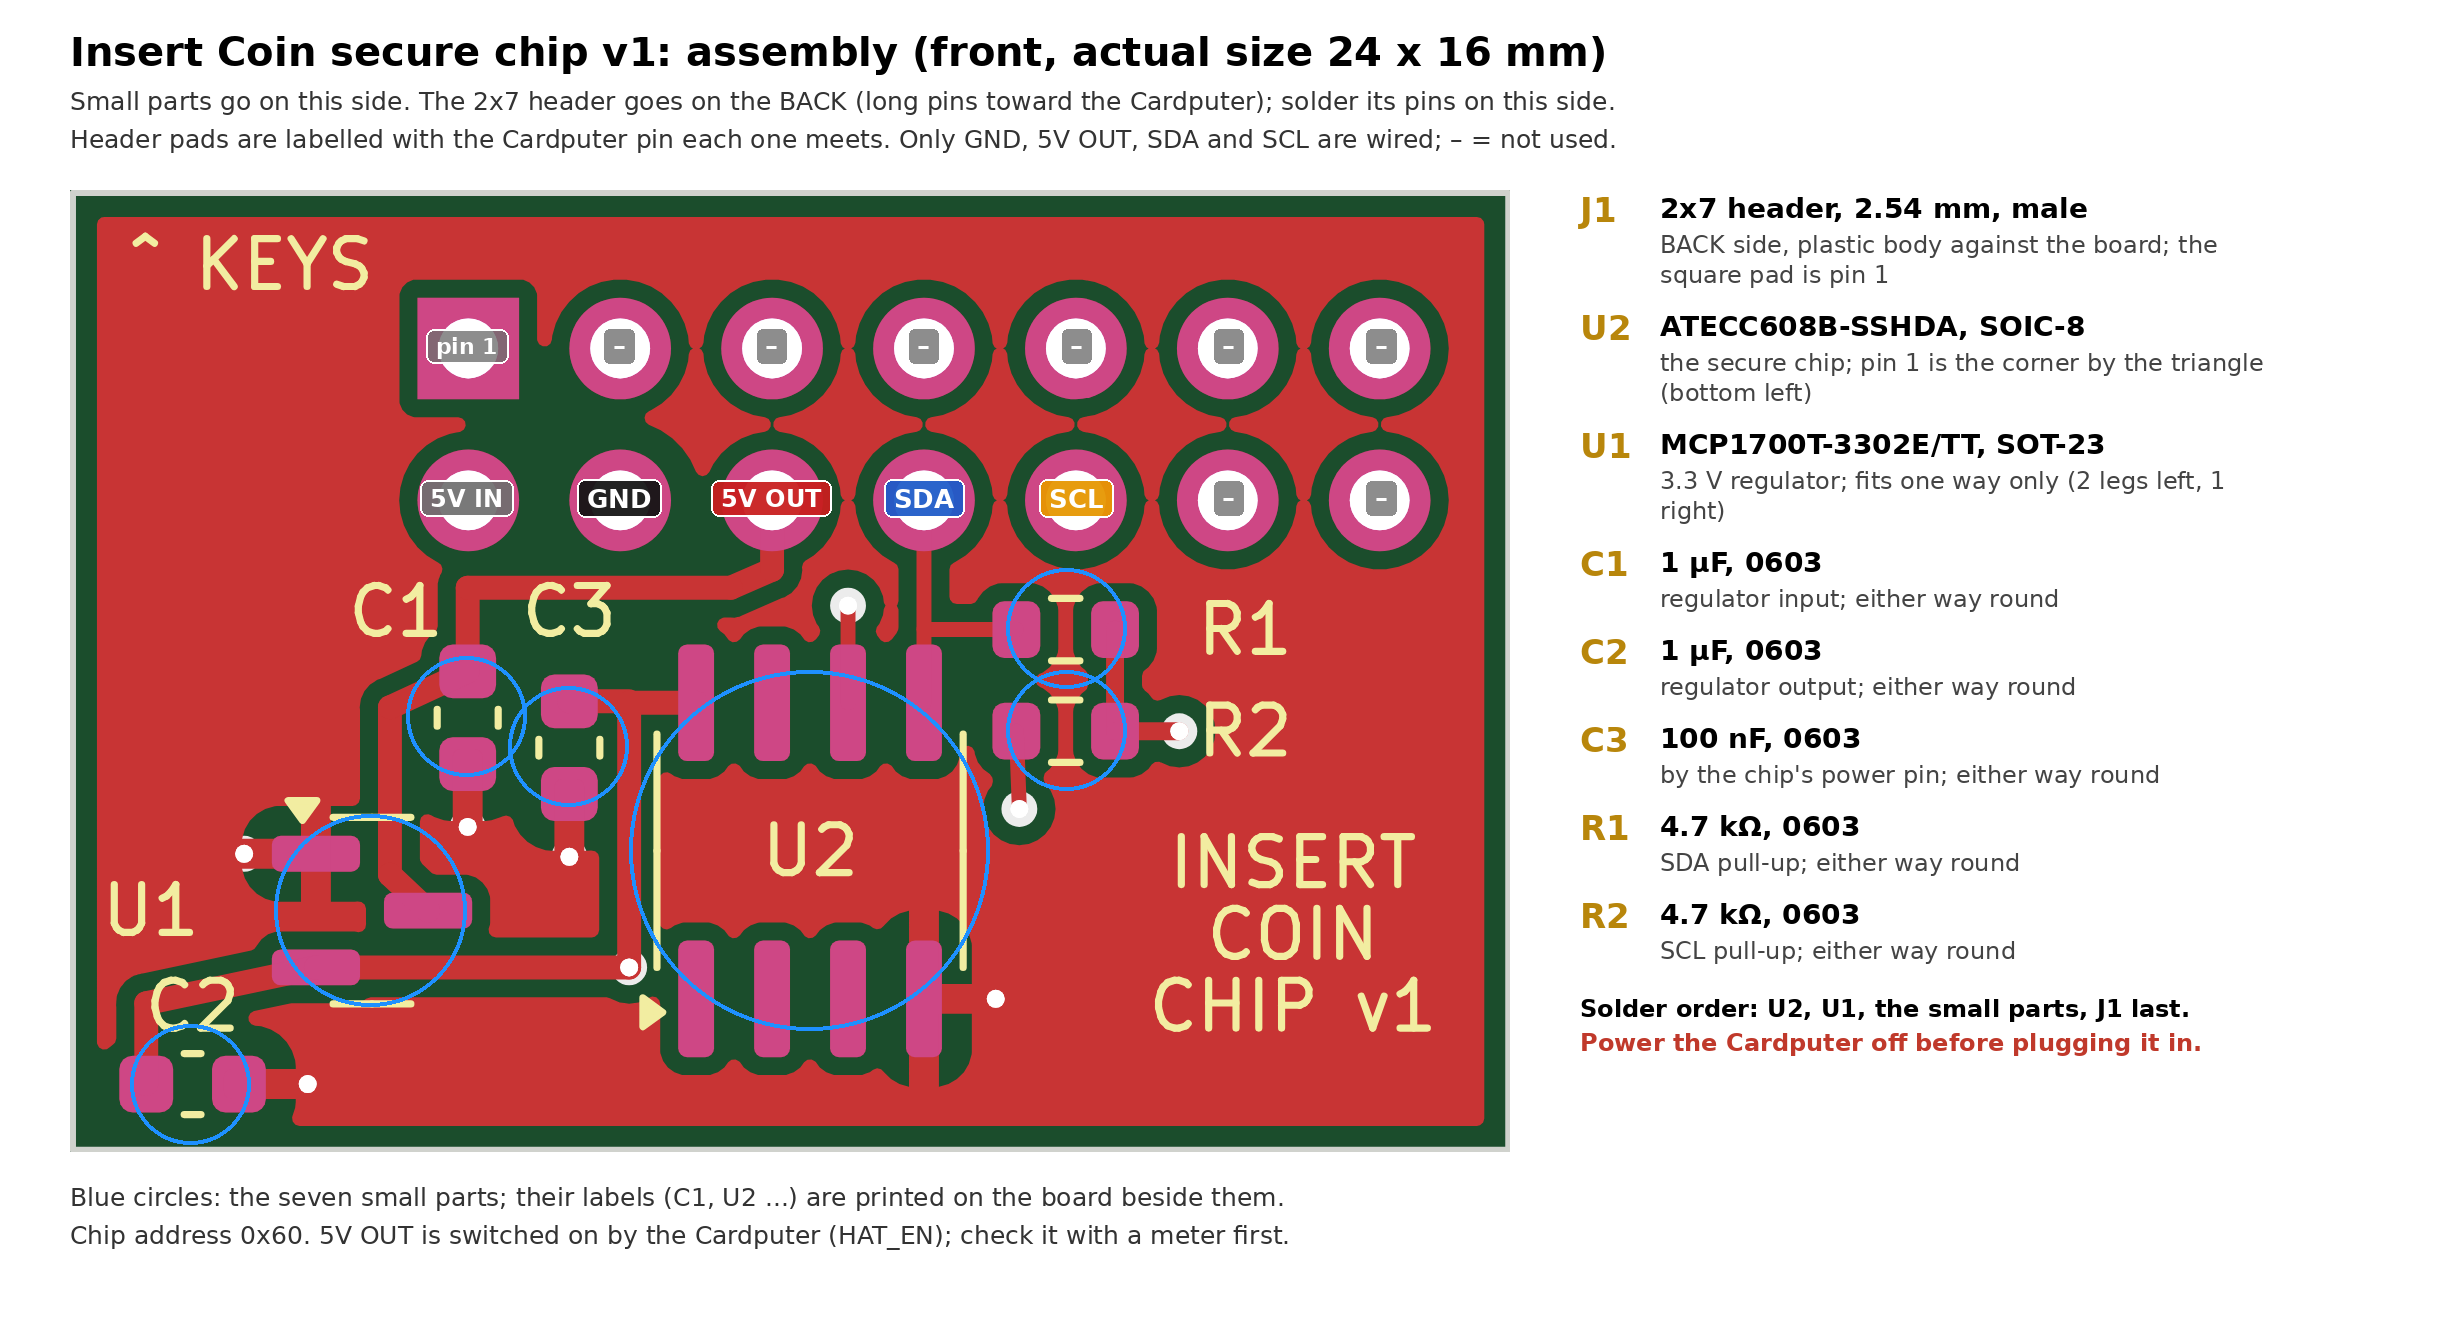 Insert Coin secure chip v1: assembly (front, actual size 24 x 16 mm)
Small parts go on this side. The 2x7 header goes on the BACK (long pins toward the Cardputer); solder its pins on this side.
Header pads are labelled with the Cardputer pin each one meets. Only GND, 5V OUT, SDA and SCL are wired; – = not used.
^ KEYS
pin 1 – – – – – –
5V IN GND 5V OUT SDA SCL – –
C1 C3
R1
R2
U2
U1
C2
INSERT
COIN
CHIP v1
J1 2x7 header, 2.54 mm, male
BACK side, plastic body against the board; the
square pad is pin 1
U2 ATECC608B-SSHDA, SOIC-8
the secure chip; pin 1 is the corner by the triangle
(bottom left)
U1 MCP1700T-3302E/TT, SOT-23
3.3 V regulator; fits one way only (2 legs left, 1
right)
C1 1 µF, 0603
regulator input; either way round
C2 1 µF, 0603
regulator output; either way round
C3 100 nF, 0603
by the chip's power pin; either way round
R1 4.7 kΩ, 0603
SDA pull-up; either way round
R2 4.7 kΩ, 0603
SCL pull-up; either way round
Solder order: U2, U1, the small parts, J1 last.
Power the Cardputer off before plugging it in.
Blue circles: the seven small parts; their labels (C1, U2 ...) are printed on the board beside them.
Chip address 0x60. 5V OUT is switched on by the Cardputer (HAT_EN); check it with a meter first.